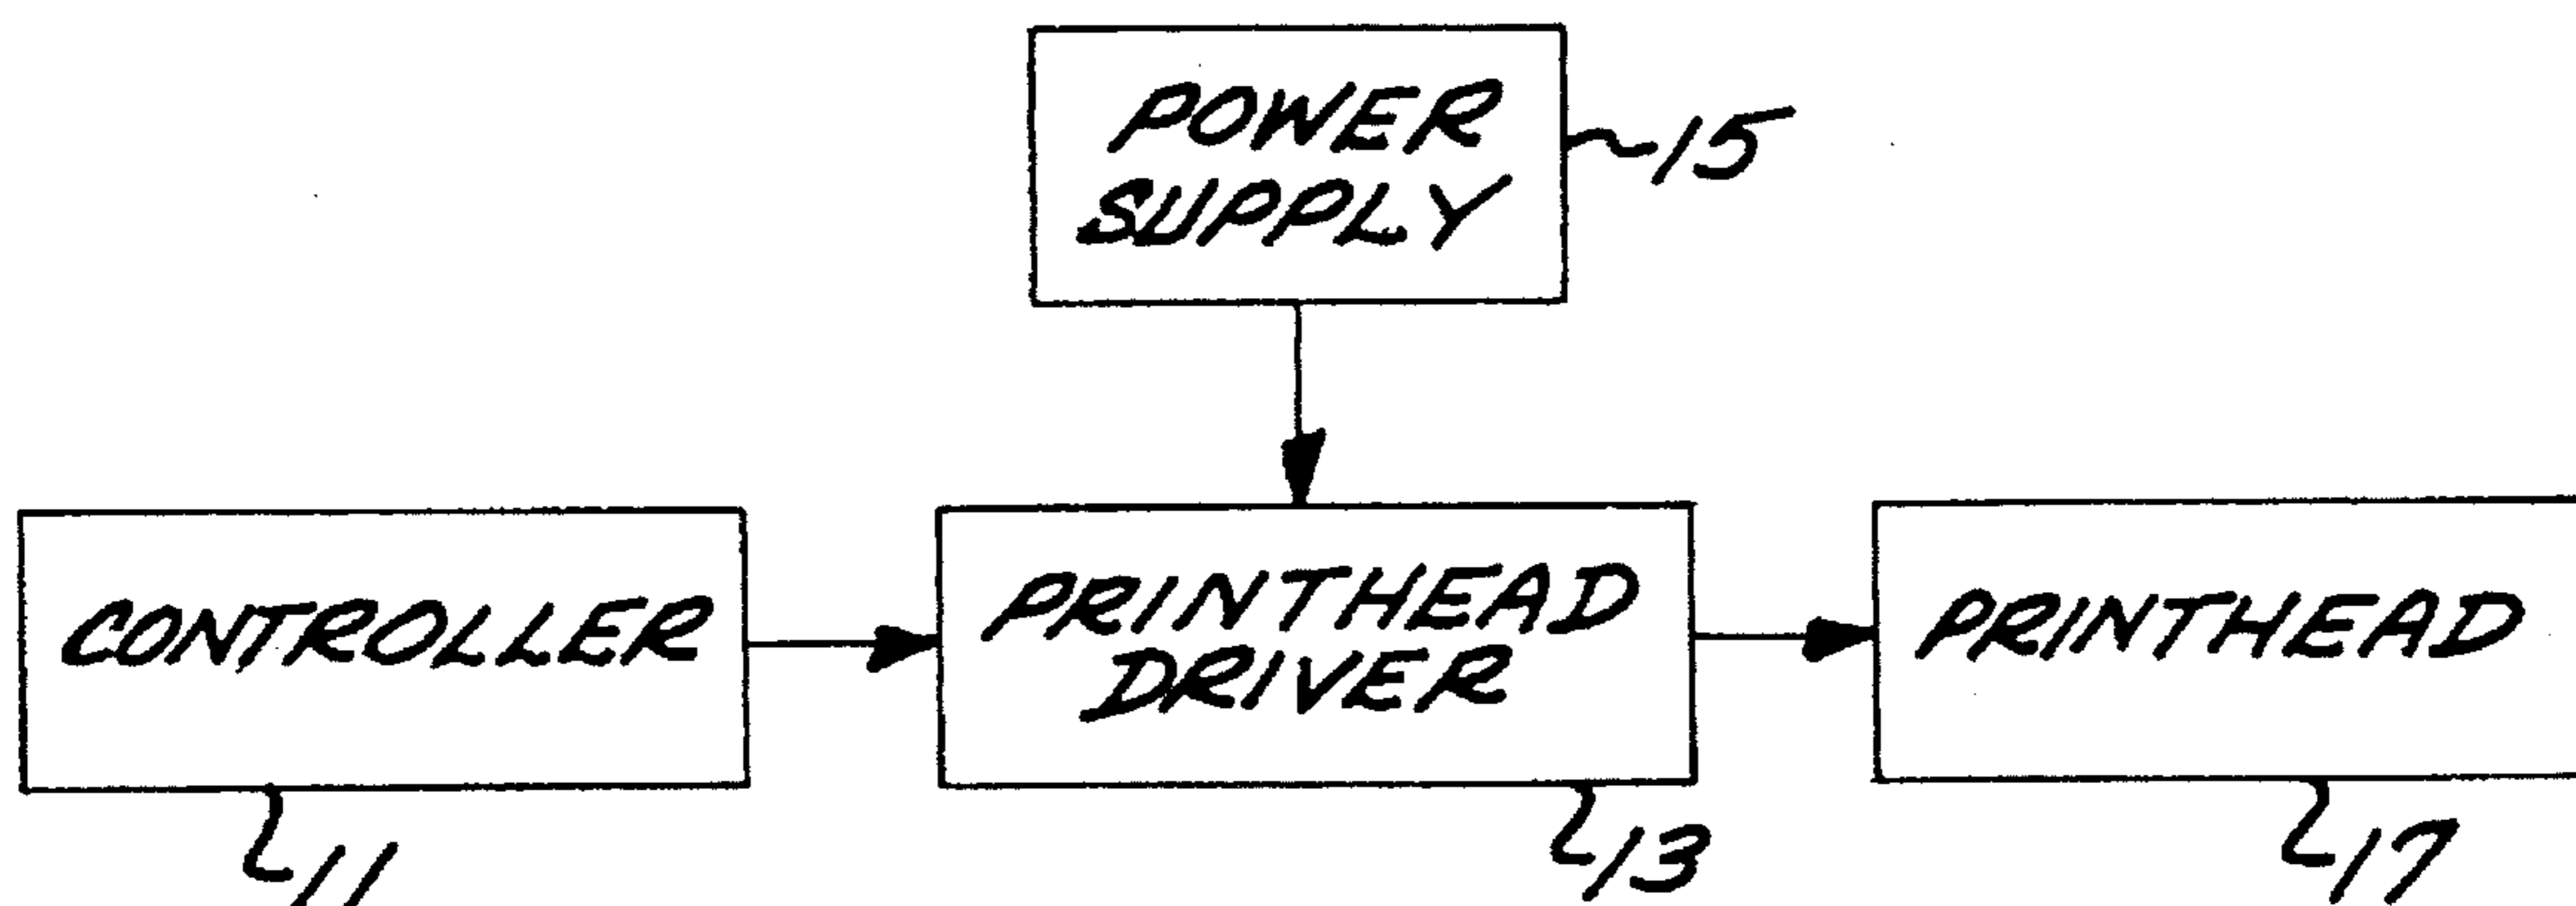 POWER
SUPPLY
15
CONTROLLER
PRINTHEAD
DRIVER
PRINTHEAD
11
13
17